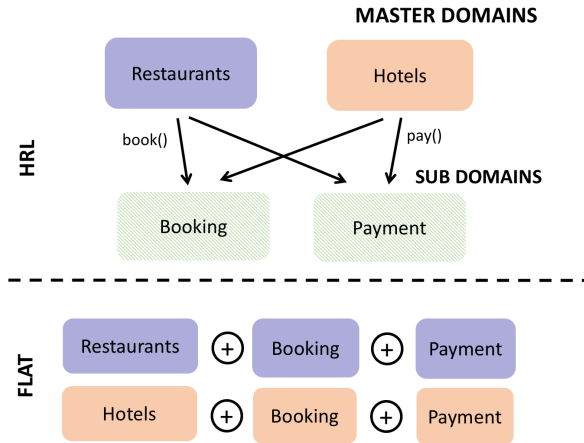 MASTER DOMAINS
Restaurants
Hotels
book()
pay()
HRL
SUB DOMAINS
Booking
Payment
FLAT
Restaurants + Booking + Payment
Hotels + Booking + Payment